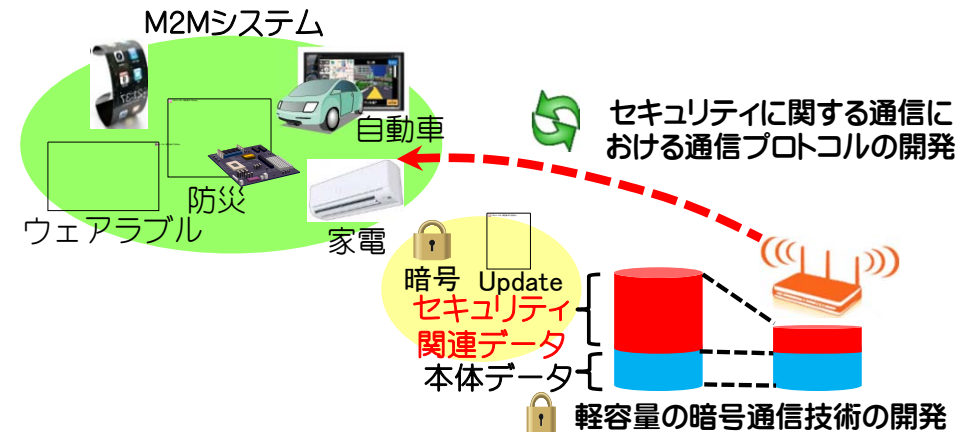 M2Mシステム
自動車
防災
ウェアラブル
家電
セキュリティに関する通信に
おける通信プロトコルの開発
暗号 Update
セキュリティ
関連データ
本体データ
軽容量の暗号通信技術の開発